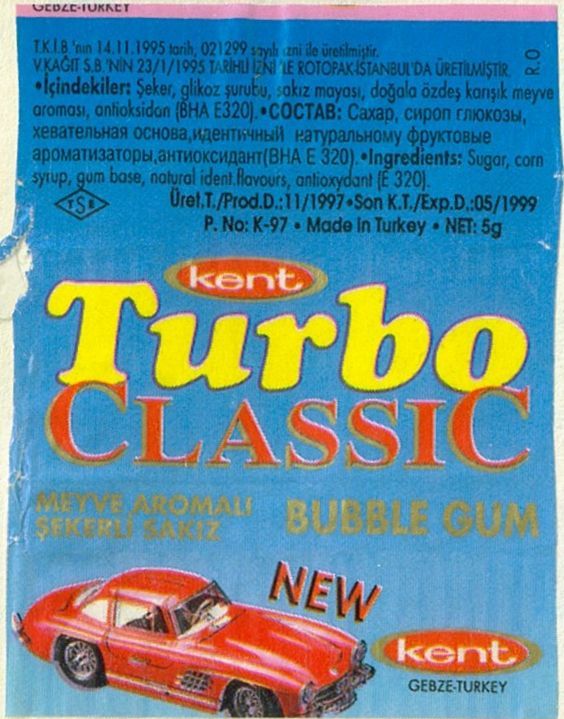 GEBZE-TURKEY
T.K.İ.B 'nın 14.11.1995 tarih, 021299 sayılı izni ile üretilmiştir.
V.KAĞIT S.B.'NİN 23/1/1995 TARİHLİ İZNİ İLE ROTOPAK-İSTANBUL'DA ÜRETİLMİŞTİR.
R.O
•İçindekiler: Şeker, glikoz şurubu, sakız mayası, doğala özdeş karışık meyve
aroması, antioksidan (BHA E320).•СОСТАВ: Сахар, сироп глюкозы,
хевательная основа,идентичный натуральному фруктовые
ароматизаторы,антиоксидант(BHA E 320).•Ingredients: Sugar, corn
syrup, gum base, natural ident.flavours, antioxydant (E 320).
TSE
Üret.T./Prod.D.:11/1997•Son K.T./Exp.D.:05/1999
P. No: K-97 • Made In Turkey • NET: 5g
kent
Turbo
CLASSIC
MEYVE AROMALI
ŞEKERLİ SAKIZ
BUBBLE GUM
NEW
kent
GEBZE-TURKEY